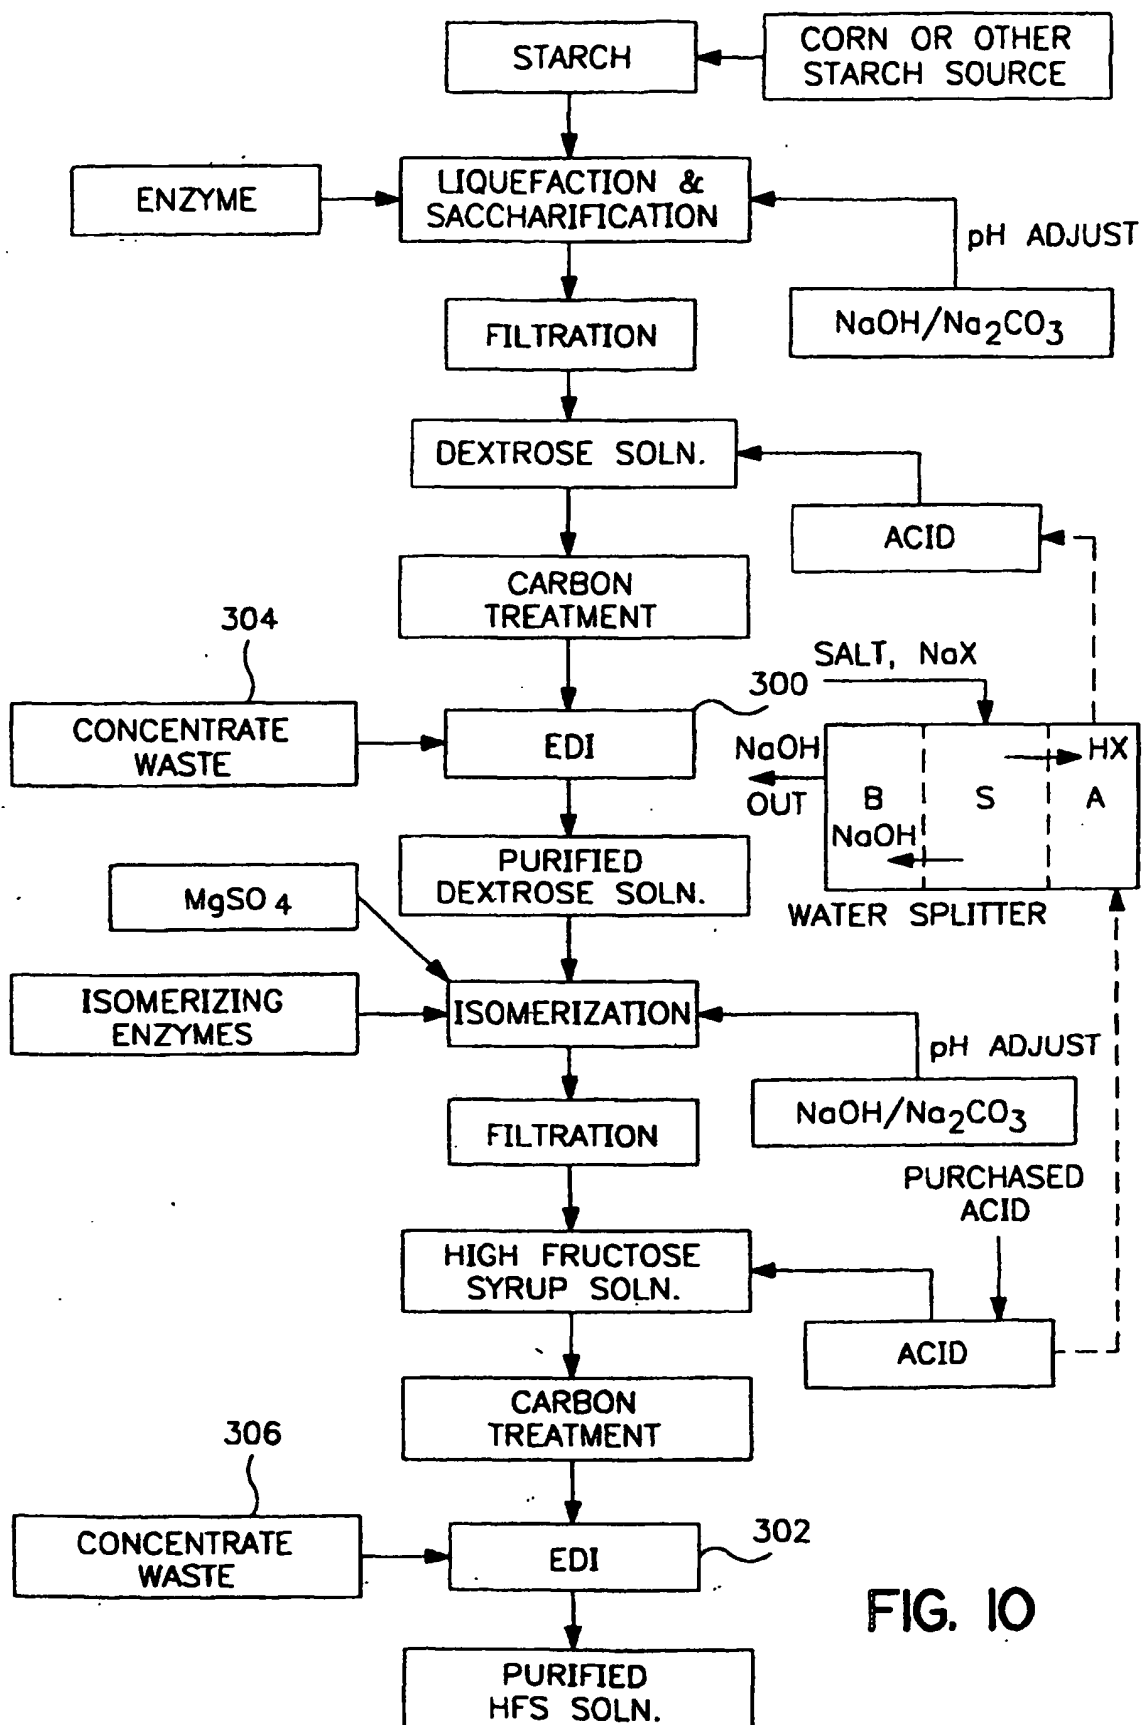 STARCH
CORN OR OTHER
STARCH SOURCE
ENZYME
LIQUEFACTION &
SACCHARIFICATION
pH ADJUST
NaOH/Na2CO3
FILTRATION
DEXTROSE SOLN.
ACID
CARBON
TREATMENT
304
SALT, NaX
300
CONCENTRATE
WASTE
EDI
NaOH
OUT
HX
B
S
A
NaOH
WATER SPLITTER
PURIFIED
DEXTROSE SOLN.
MgSO4
ISOMERIZING
ENZYMES
ISOMERIZATION
pH ADJUST
NaOH/Na2CO3
FILTRATION
PURCHASED
ACID
HIGH FRUCTOSE
SYRUP SOLN.
ACID
CARBON
TREATMENT
306
CONCENTRATE
WASTE
EDI
302
FIG. 10
PURIFIED
HFS SOLN.